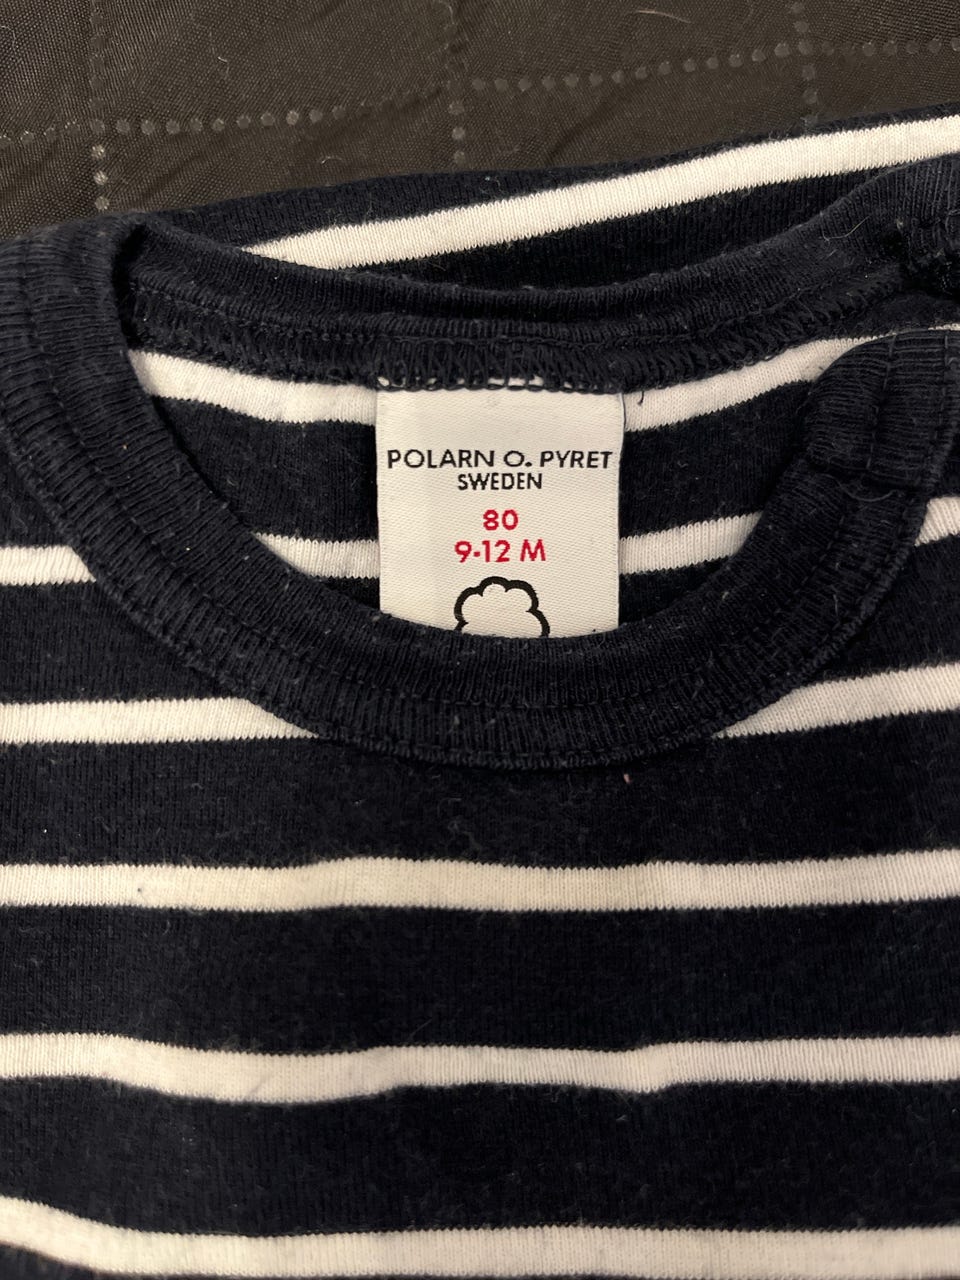 POLARN O. PYRET
SWEDEN
80
9-12 M